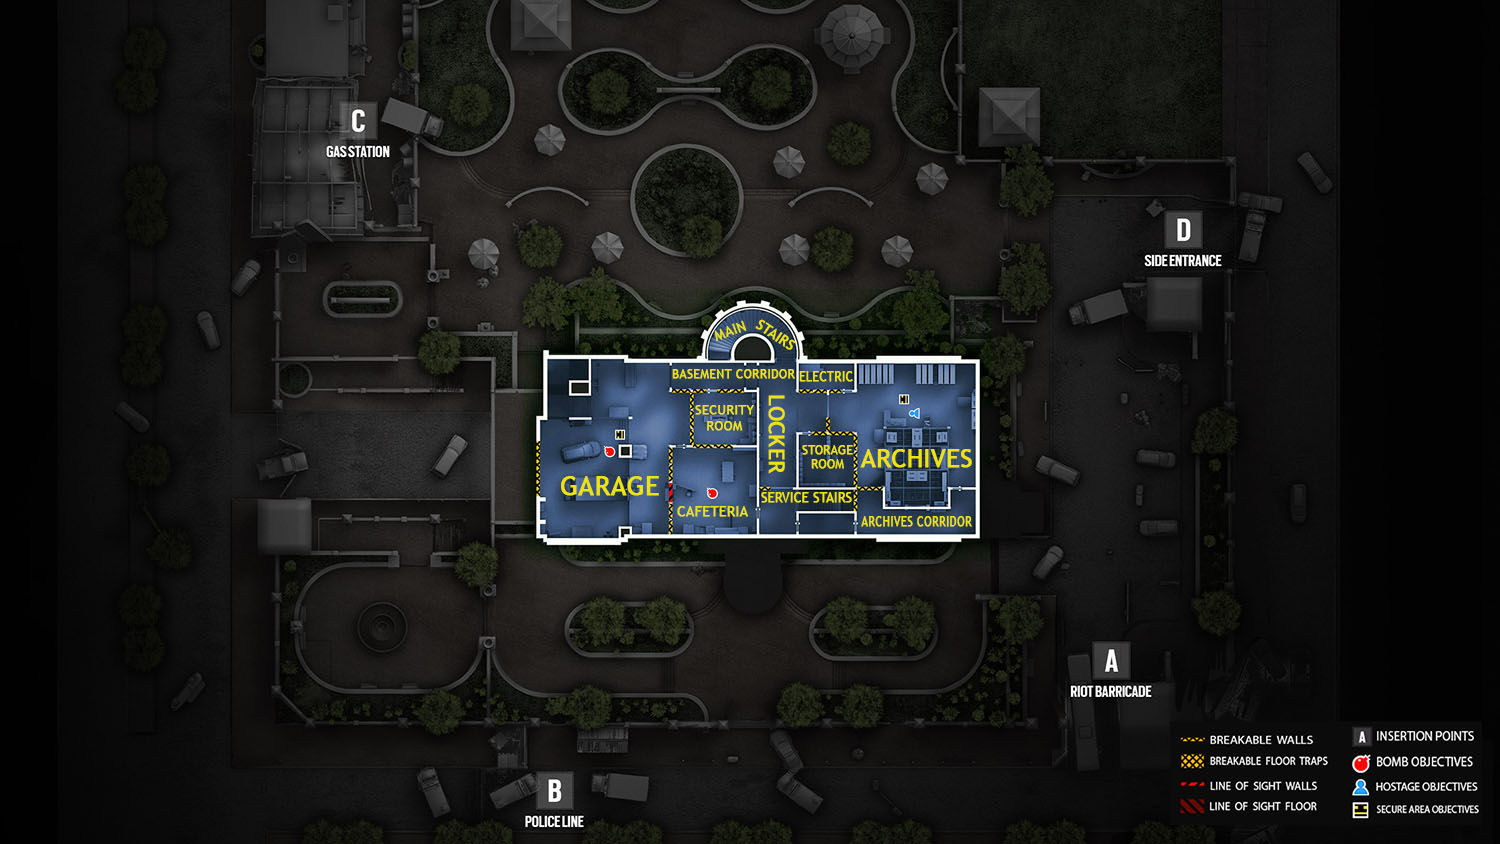 C
GAS STATION
D
SIDE ENTRANCE
MAIN STAIRS
BASEMENT CORRIDOR
ELECTRIC
SECURITY
ROOM
LOCKER
STORAGE
ROOM
ARCHIVES
GARAGE
CAFETERIA
SERVICE STAIRS
ARCHIVES CORRIDOR
A
RIOT BARRICADE
B
POLICE LINE
BREAKABLE WALLS
BREAKABLE FLOOR TRAPS
LINE OF SIGHT WALLS
LINE OF SIGHT FLOOR
A INSERTION POINTS
BOMB OBJECTIVES
HOSTAGE OBJECTIVES
SECURE AREA OBJECTIVES